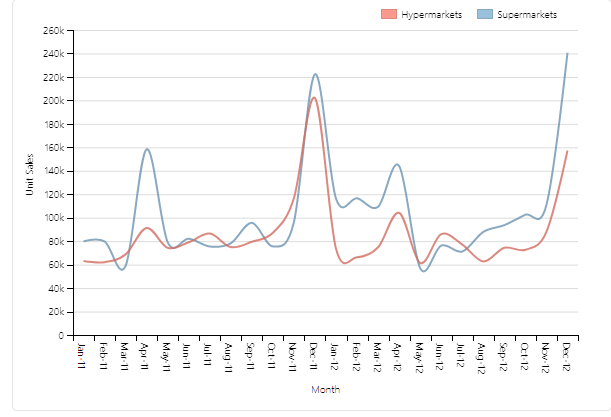 Hypermarkets Supermarkets
260k
240k
220k
200k
180k
160k
140k
120k
100k
80k
60k
40k
20k
0
Unit Sales
Jan-11
Feb-11
Mar-11
Apr-11
May-11
Jun-11
Jul-11
Aug-11
Sep-11
Oct-11
Nov-11
Dec-11
Jan-12
Feb-12
Mar-12
Apr-12
May-12
Jun-12
Jul-12
Aug-12
Sep-12
Oct-12
Nov-12
Dec-12
Month